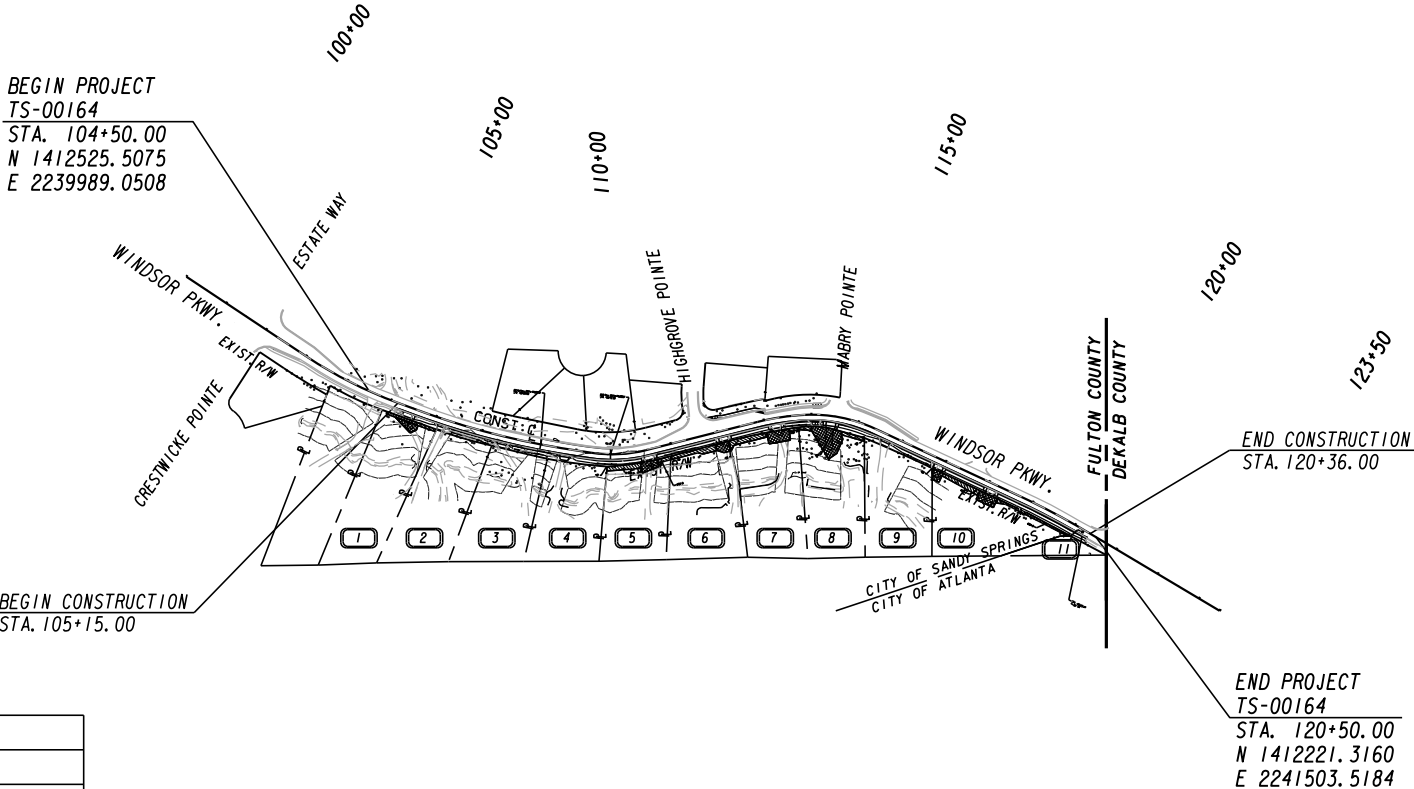 100+00
BEGIN PROJECT
TS-00164
STA. 104+50.00
N 1412525.5075
E 2239989.0508
105+00
110+00
115+00
120+00
123+50
ESTATE WAY
WINDSOR PKWY.
EXIST. R/W
CRESTWICKE POINTE
HIGHGROVE POINTE
MABRY POINTE
CONST.
WINDSOR PKWY.
EXIST. R/W
FULTON COUNTY
DEKALB COUNTY
END CONSTRUCTION
STA. 120+36.00
1
2
3
4
5
6
7
8
9
10
11
CITY OF SANDY SPRINGS
CITY OF ATLANTA
BEGIN CONSTRUCTION
STA. 105+15.00
END PROJECT
TS-00164
STA. 120+50.00
N 1412221.3160
E 2241503.5184